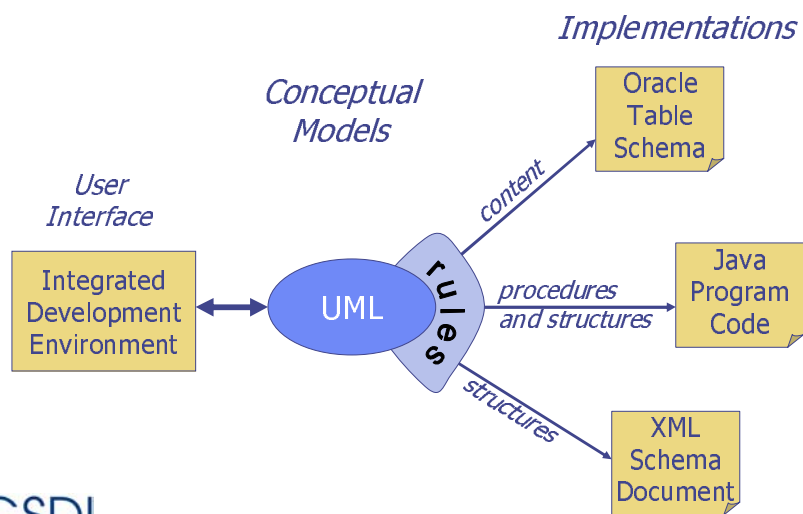 Implementations
Conceptual
Models
User
Interface
Integrated
Development
Environment
UML
rules
content
Oracle
Table
Schema
procedures
and structures
Java
Program
Code
structures
XML
Schema
Document